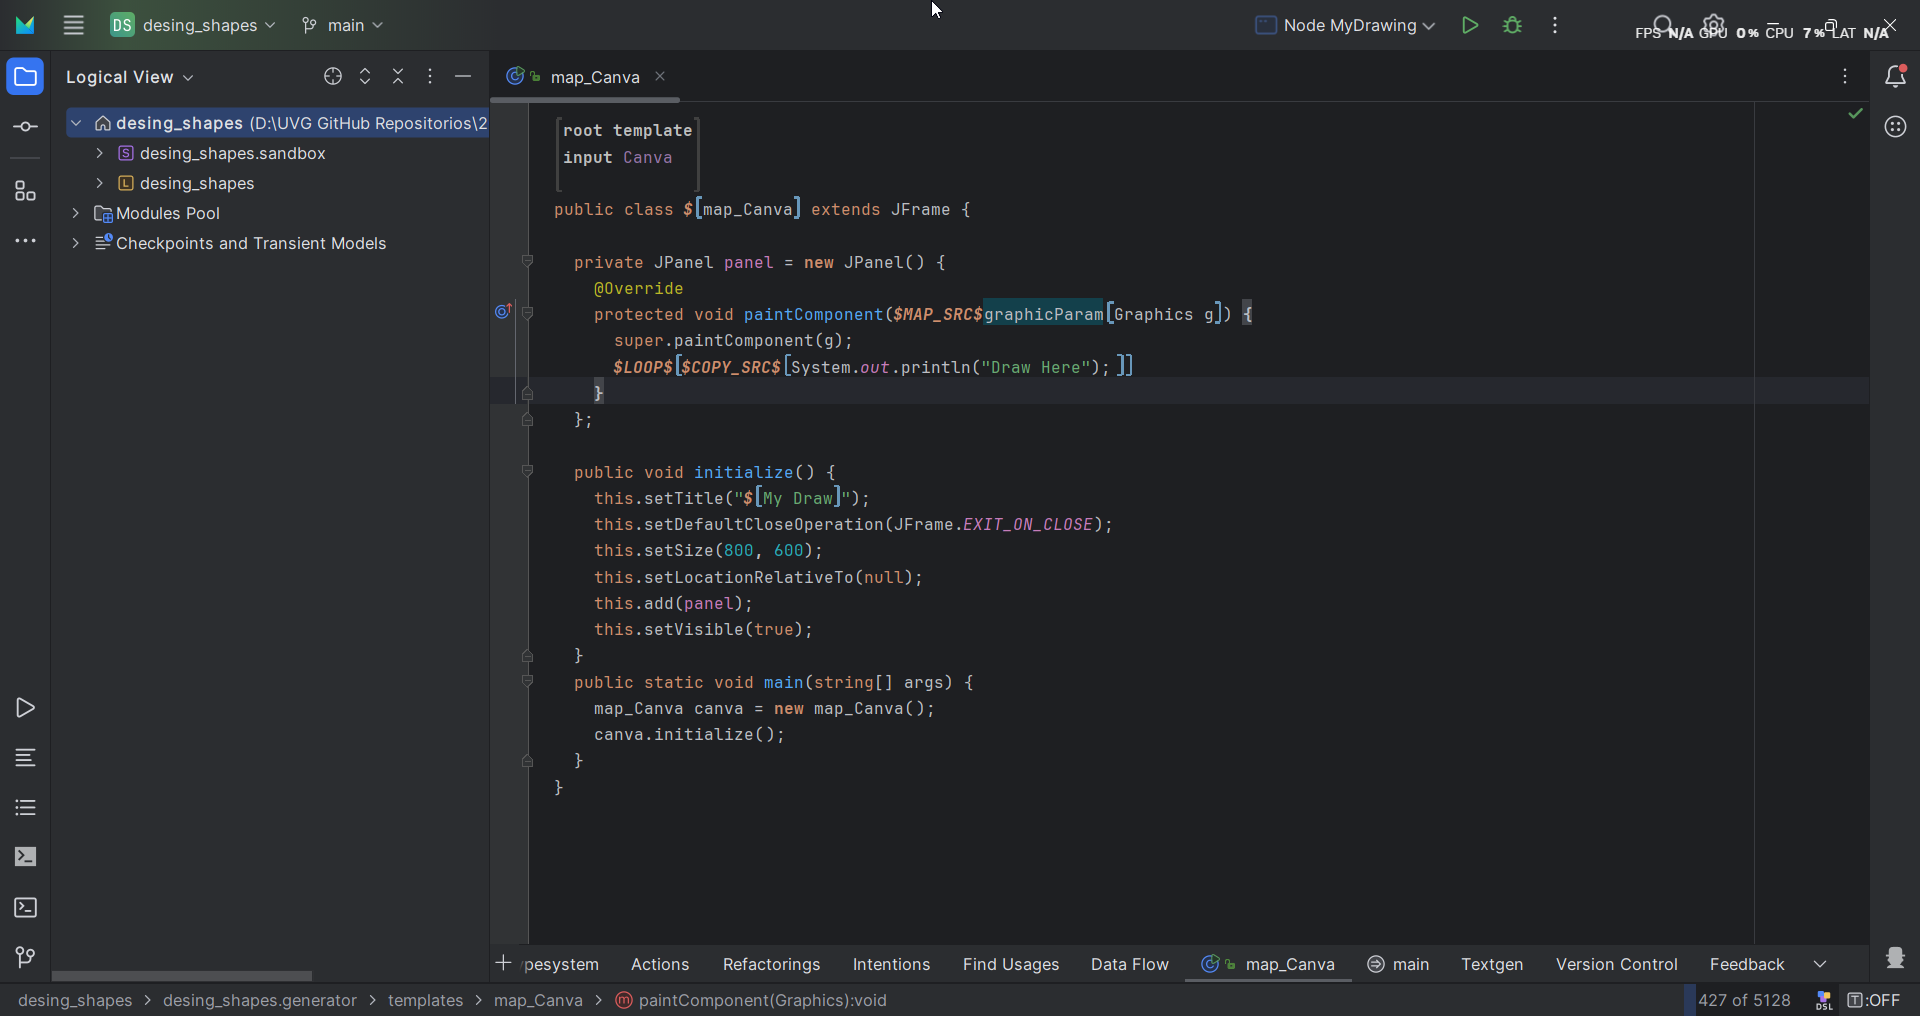 DS desing_shapes main Node MyDrawing FPS N/A GPU 0% CPU 7% LAT N/A
Logical View
map_Canva
desing_shapes (D:\UVG GitHub Repositorios\2
S desing_shapes.sandbox
L desing_shapes
Modules Pool
Checkpoints and Transient Models
root template
input Canva
public class $[map_Canva] extends JFrame {
private JPanel panel = new JPanel() {
@Override
protected void paintComponent($MAP_SRC$graphicParam[Graphics g]) {
super.paintComponent(g);
$LOOP$[$COPY_SRC$[System.out.println("Draw Here"); ]]
}
};
public void initialize() {
this.setTitle("$[My Draw]");
this.setDefaultCloseOperation(JFrame.EXIT_ON_CLOSE);
this.setSize(800, 600);
this.setLocationRelativeTo(null);
this.add(panel);
this.setVisible(true);
}
public static void main(string[] args) {
map_Canva canva = new map_Canva();
canva.initialize();
}
}
pesystem Actions Refactorings Intentions Find Usages Data Flow map_Canva main Textgen Version Control Feedback
desing_shapes > desing_shapes.generator > templates > map_Canva > m paintComponent(Graphics):void 427 of 5128 DSL T:OFF